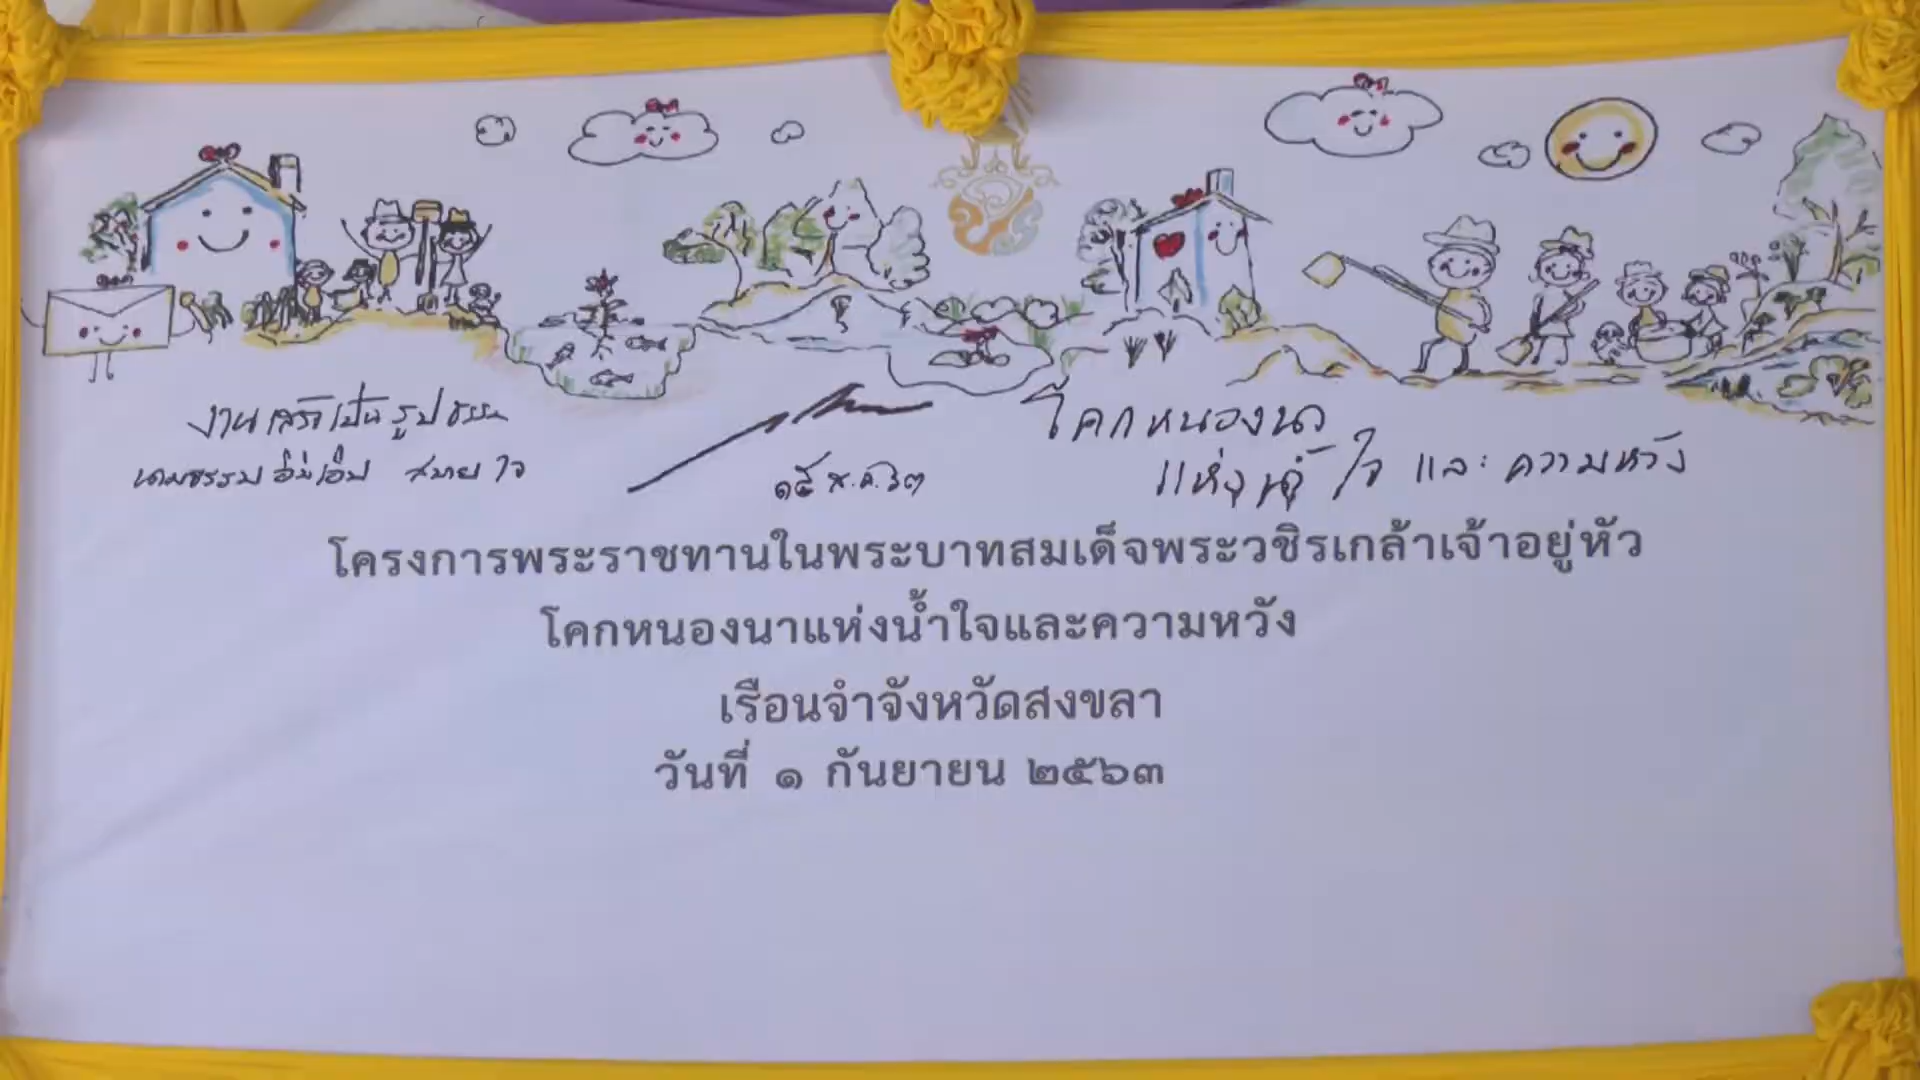 งานเสร็จเป็นรูปธรรม
นามธรรม อิ่มเอิบ สบายใจ
๑๕ ส.ค. ๖๓
โคกหนองนา
แห่งน้ำใจ และ ความหวัง
โครงการพระราชทานในพระบาทสมเด็จพระวชิรเกล้าเจ้าอยู่หัว
โคกหนองนาแห่งน้ำใจและความหวัง
เรือนจำจังหวัดสงขลา
วันที่ ๑ กันยายน ๒๕๖๓